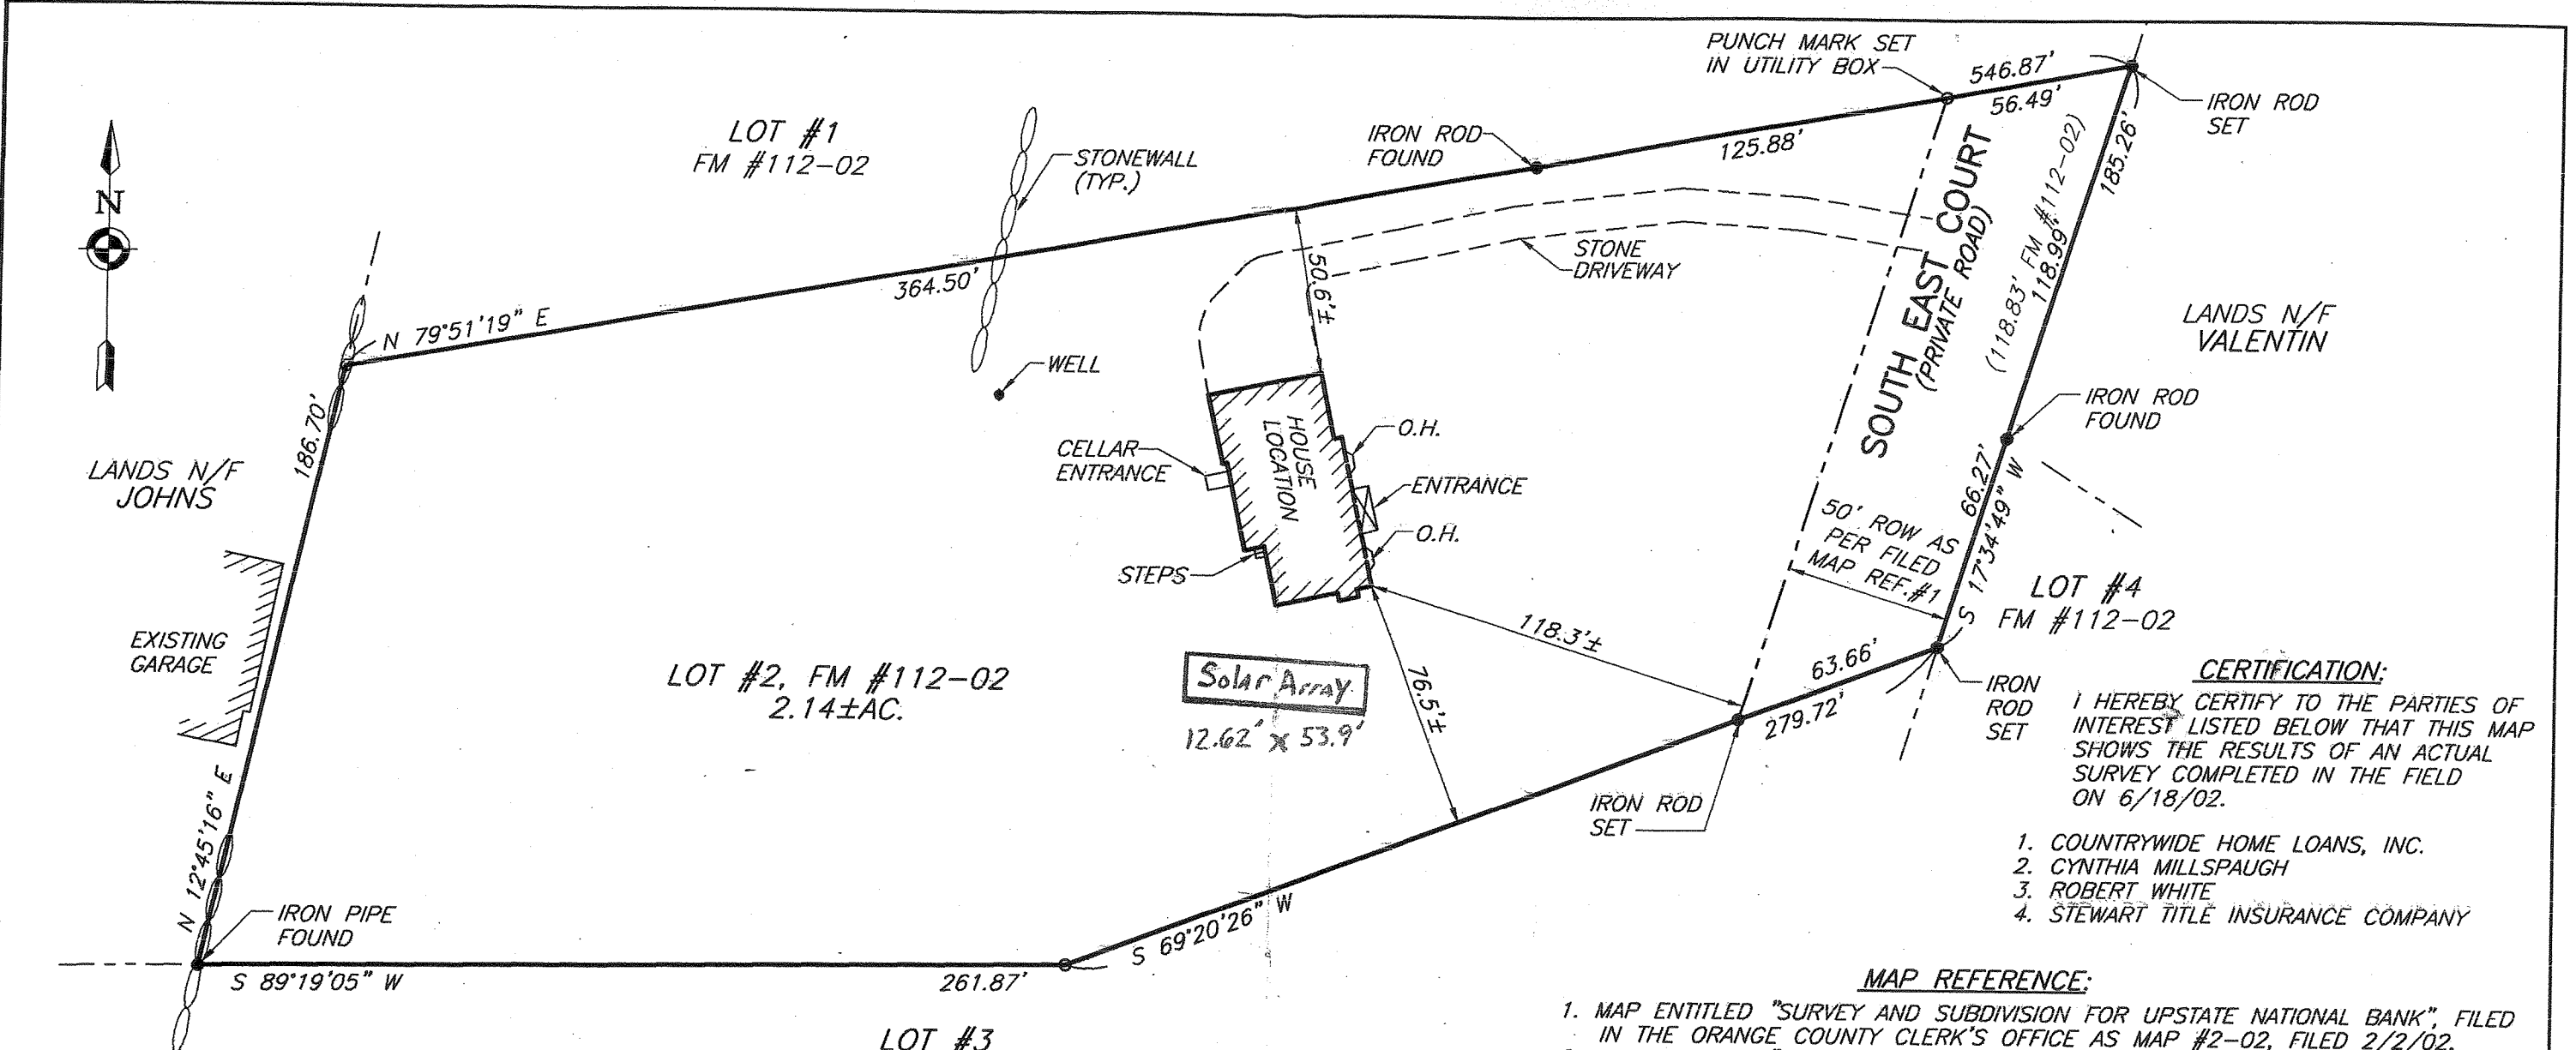 PUNCH MARK SET
IN UTILITY BOX
546.87'
56.49'
IRON ROD
SET
LOT #1
FM #112-02
STONEWALL
(TYP.)
IRON ROD
FOUND
125.88'
185.26'
N
SOUTH EAST COURT
(PRIVATE ROAD)
(118.83' FM #112-02)
118.99'
STONE
DRIVEWAY
50.6'±
364.50'
N 79°51'19" E
LANDS N/F
VALENTIN
WELL
186.70'
IRON ROD
FOUND
HOUSE
LOCATION
O.H.
CELLAR
ENTRANCE
ENTRANCE
LANDS N/F
JOHNS
66.27'
S 17°34'49" W
50' ROW AS
PER FILED
MAP REF.#1
O.H.
STEPS
LOT #4
FM #112-02
EXISTING
GARAGE
118.3'±
LOT #2, FM #112-02
2.14±AC.
Solar Array
12.62' x 53.9'
76.5'±
63.66'
279.72'
IRON
ROD
SET
CERTIFICATION:
I HEREBY CERTIFY TO THE PARTIES OF
INTEREST LISTED BELOW THAT THIS MAP
SHOWS THE RESULTS OF AN ACTUAL
SURVEY COMPLETED IN THE FIELD
ON 6/18/02.
IRON ROD
SET
N 12°45'16" E
1. COUNTRYWIDE HOME LOANS, INC.
2. CYNTHIA MILLSPAUGH
3. ROBERT WHITE
4. STEWART TITLE INSURANCE COMPANY
IRON PIPE
FOUND
S 69°20'26" W
S 89°19'05" W
261.87'
MAP REFERENCE:
1. MAP ENTITLED "SURVEY AND SUBDIVISION FOR UPSTATE NATIONAL BANK", FILED
IN THE ORANGE COUNTY CLERK'S OFFICE AS MAP #2-02, FILED 2/2/02.
LOT #3